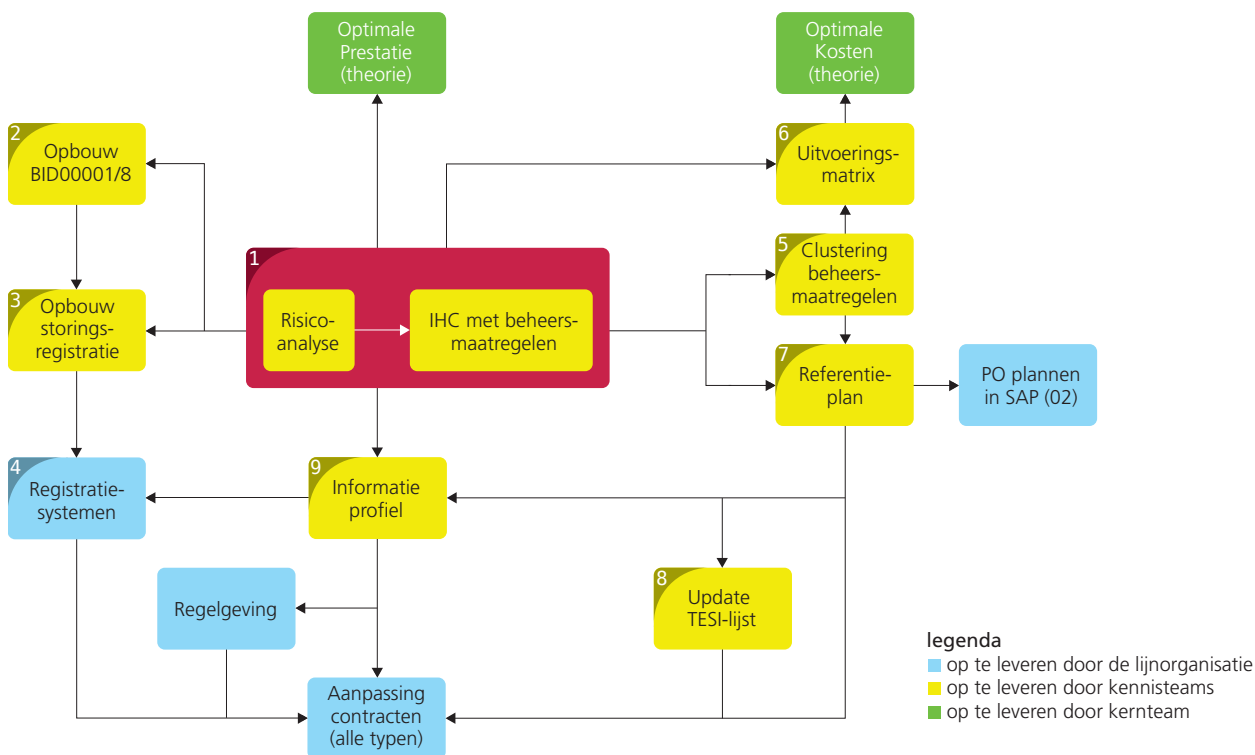 Optimale
Prestatie
(theorie)
Optimale
Kosten
(theorie)
2
Opbouw
BID00001/8
6
Uitvoerings-
matrix
1
Risico-
analyse
IHC met beheers-
maatregelen
5
Clustering
beheers-
maatregelen
3
Opbouw
storings-
registratie
7
Referentie-
plan
PO plannen
in SAP (02)
4
Registratie-
systemen
9
Informatie
profiel
Regelgeving
8
Update
TESI-lijst
Aanpassing
contracten
(alle typen)
legenda
op te leveren door de lijnorganisatie
op te leveren door kennisteams
op te leveren door kernteam